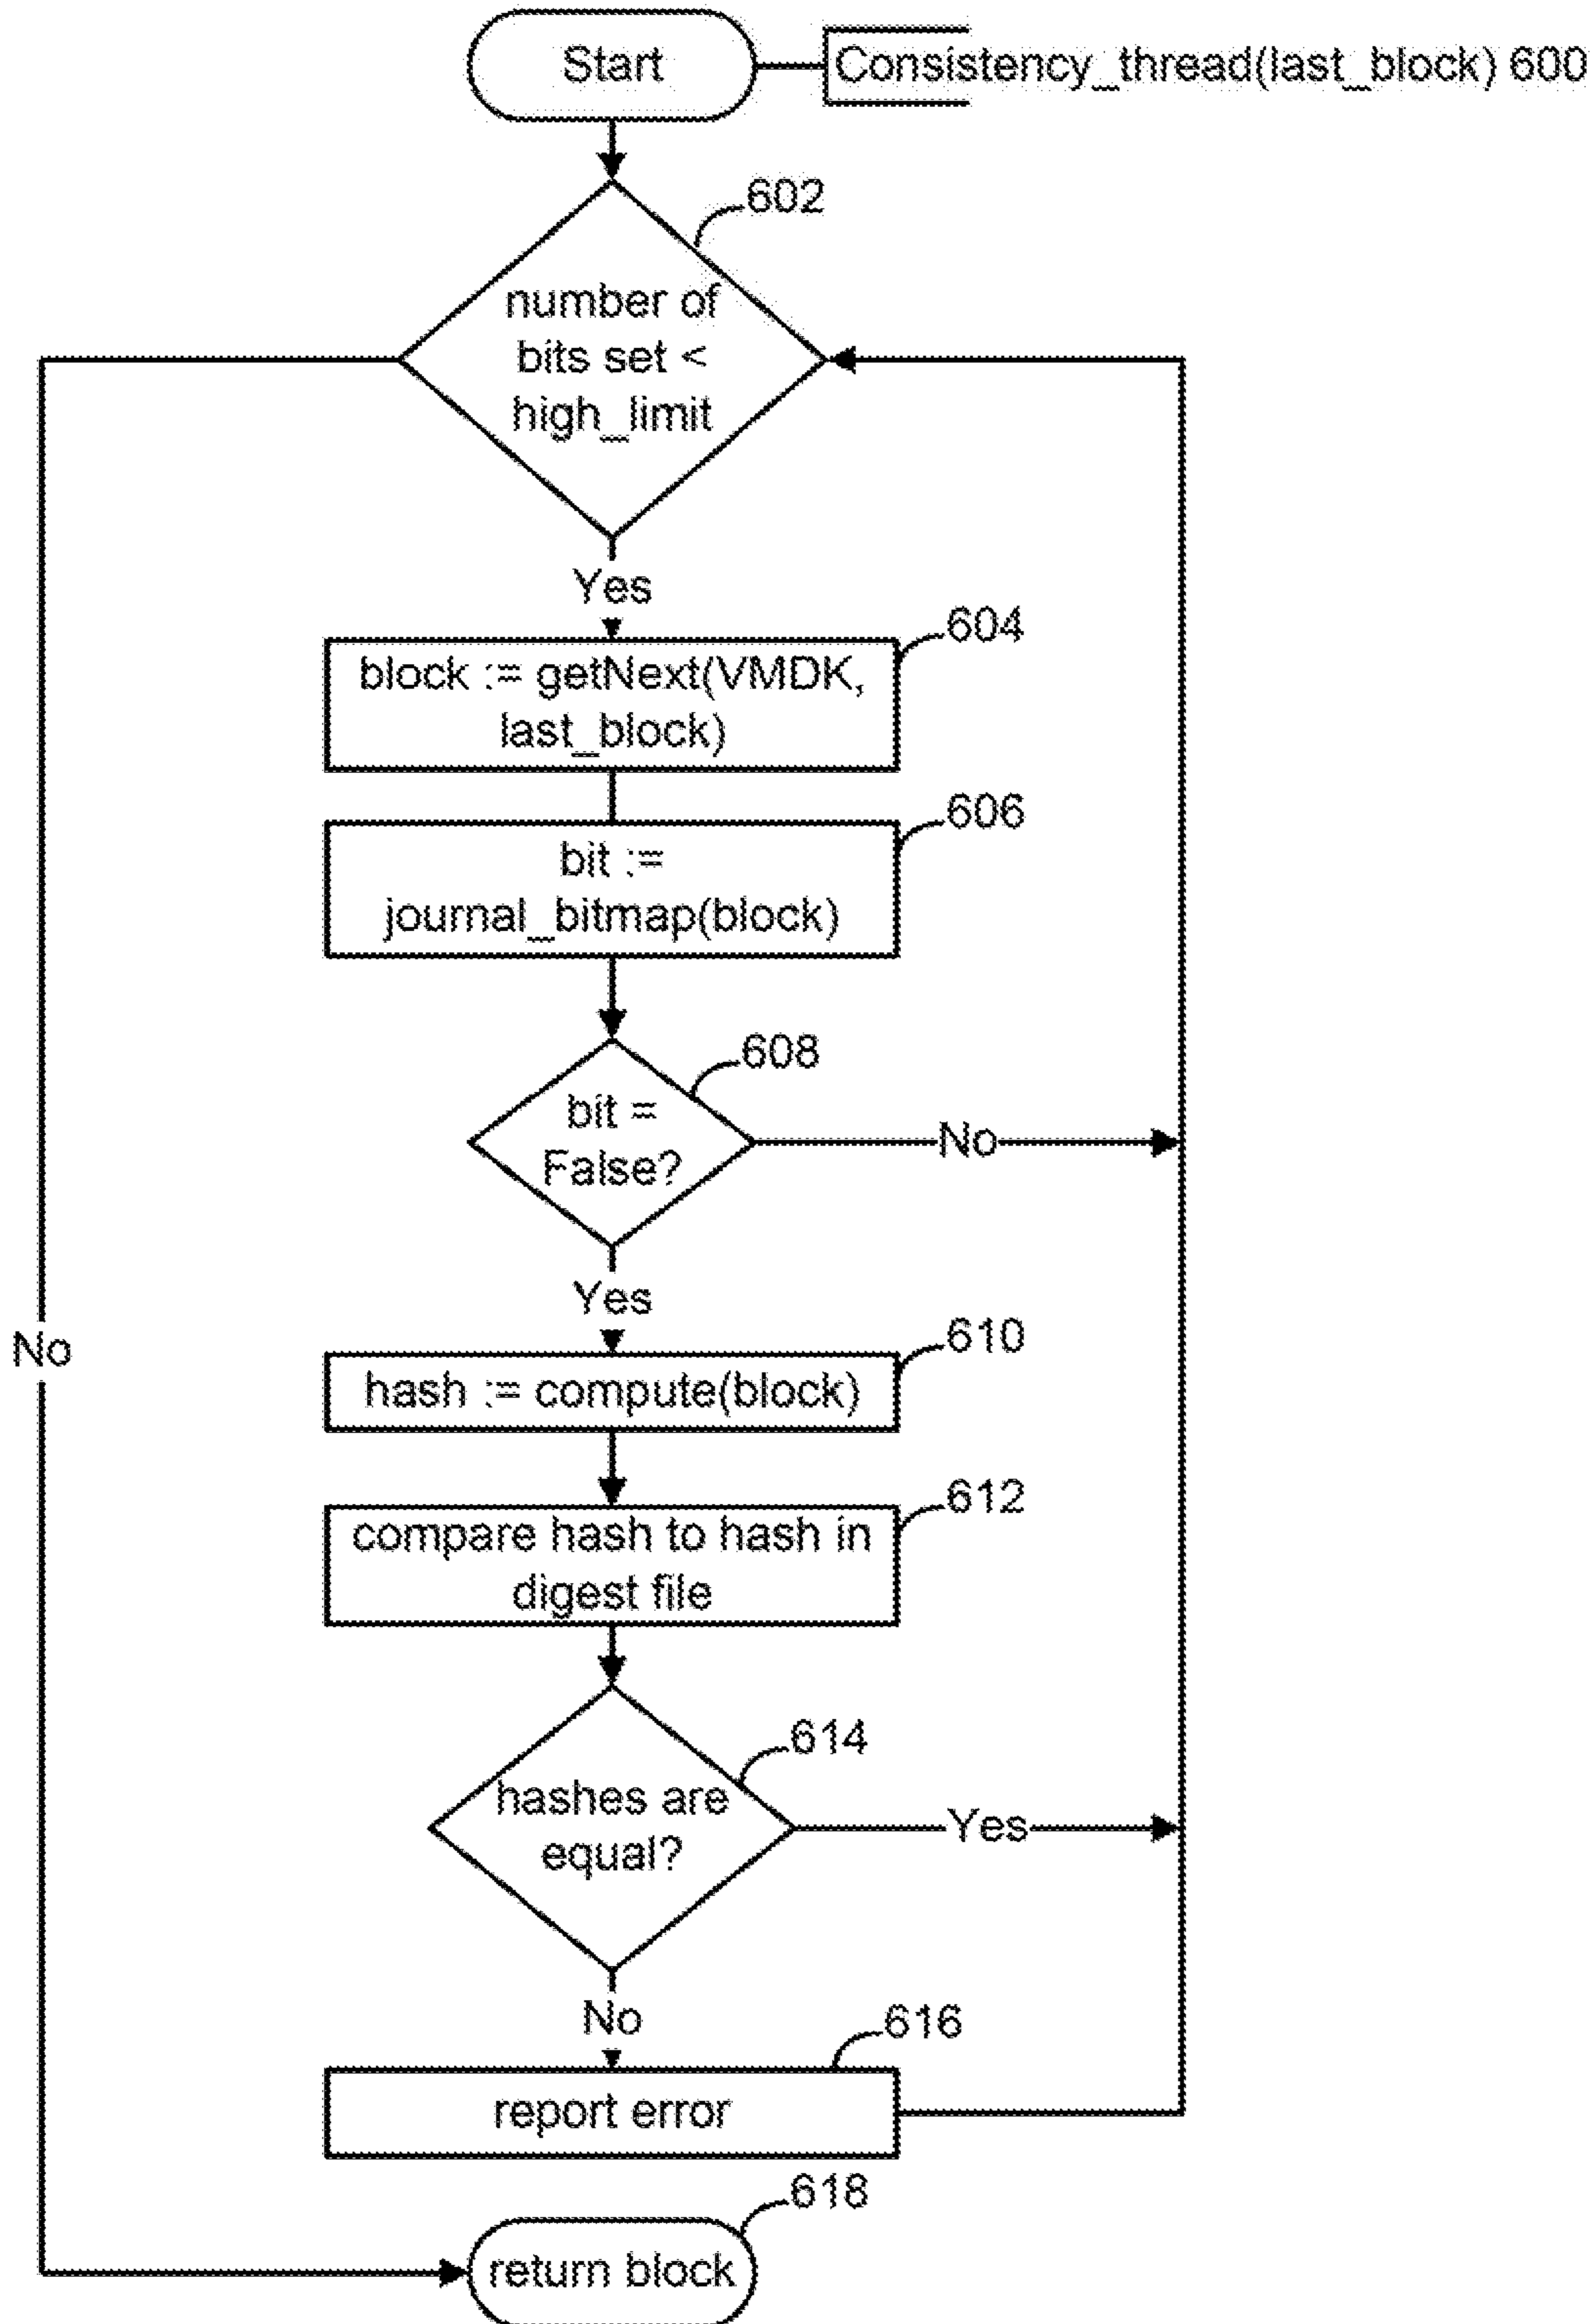 Start
Consistency_thread(last_block) 600
602
number of
bits set <
high_limit
Yes
604
block := getNext(VMDK,
last_block)
606
bit :=
journal_bitmap(block)
608
bit =
False?
No
Yes
No
610
hash := compute(block)
612
compare hash to hash in
digest file
614
hashes are
equal?
Yes
No
616
report error
618
return block